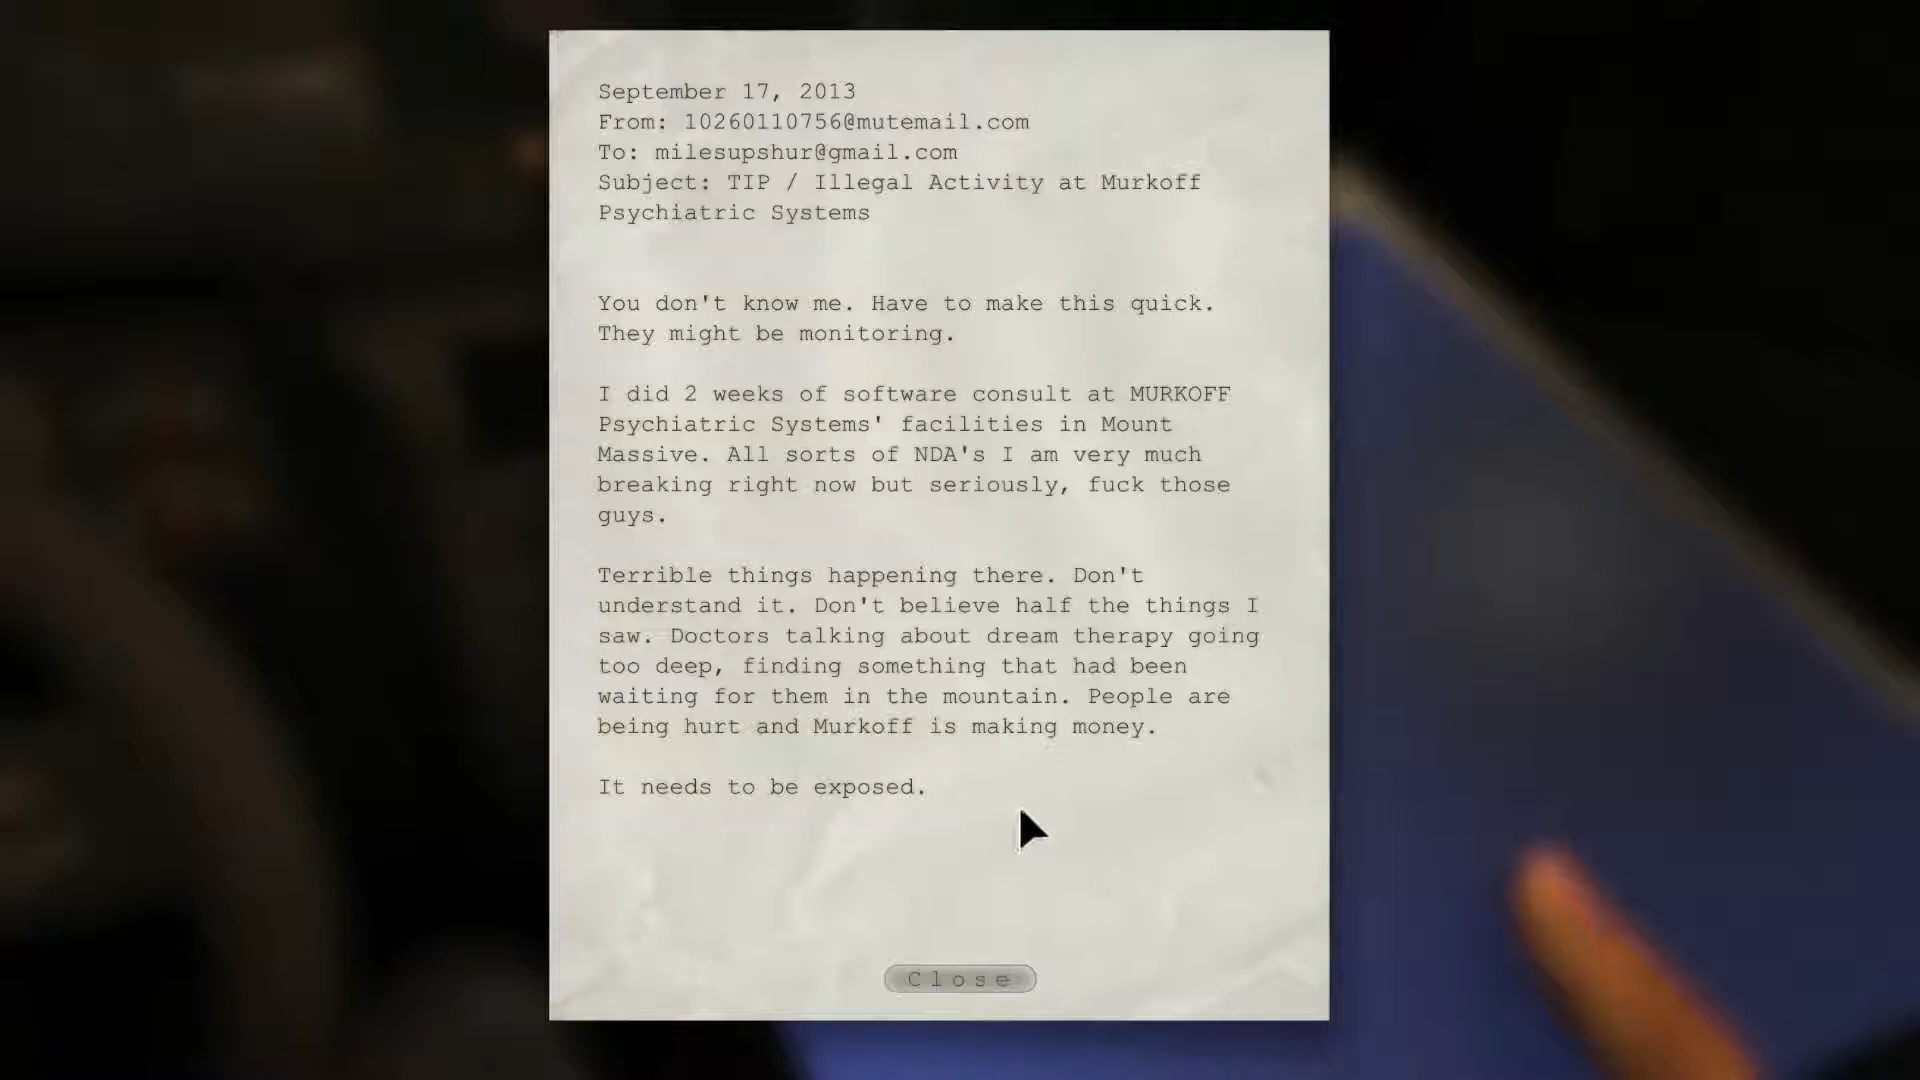 September 17, 2013
From: 10260110756@mutemail.com
To: milesupshur@gmail.com
Subject: TIP / Illegal Activity at Murkoff
Psychiatric Systems
You don't know me. Have to make this quick.
They might be monitoring.
I did 2 weeks of software consult at MURKOFF
Psychiatric Systems' facilities in Mount
Massive. All sorts of NDA's I am very much
breaking right now but seriously, fuck those
guys.
Terrible things happening there. Don't
understand it. Don't believe half the things I
saw. Doctors talking about dream therapy going
too deep, finding something that had been
waiting for them in the mountain. People are
being hurt and Murkoff is making money.
It needs to be exposed.
Close